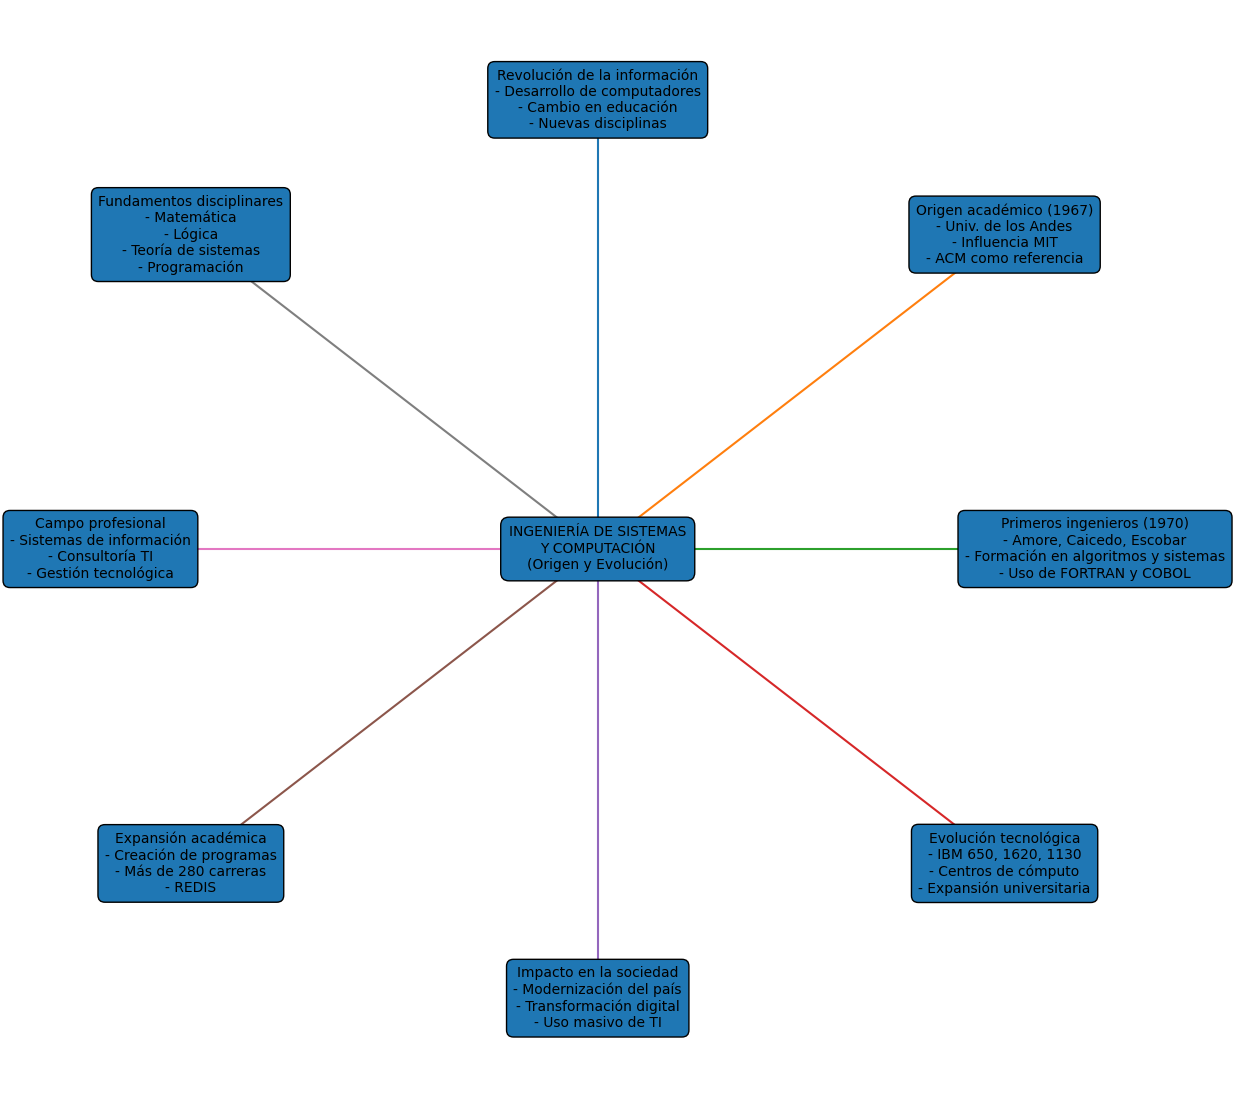 Revolución de la información
- Desarrollo de computadores
- Cambio en educación
- Nuevas disciplinas
Fundamentos disciplinares
- Matemática
- Lógica
- Teoría de sistemas
- Programación
Origen académico (1967)
- Univ. de los Andes
- Influencia MIT
- ACM como referencia
Campo profesional
- Sistemas de información
- Consultoría TI
- Gestión tecnológica
INGENIERÍA DE SISTEMAS
Y COMPUTACIÓN
(Origen y Evolución)
Primeros ingenieros (1970)
- Amore, Caicedo, Escobar
- Formación en algoritmos y sistemas
- Uso de FORTRAN y COBOL
Expansión académica
- Creación de programas
- Más de 280 carreras
- REDIS
Evolución tecnológica
- IBM 650, 1620, 1130
- Centros de cómputo
- Expansión universitaria
Impacto en la sociedad
- Modernización del país
- Transformación digital
- Uso masivo de TI